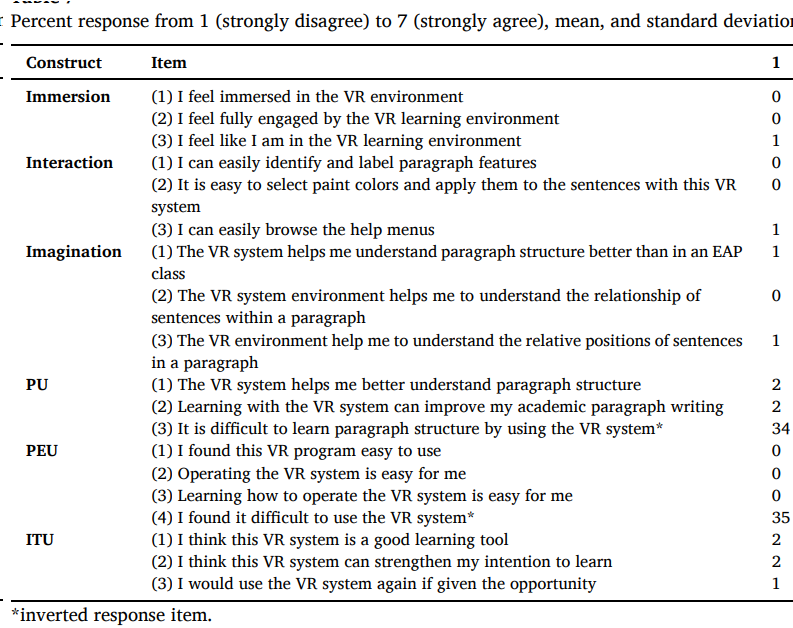 Percent response from 1 (strongly disagree) to 7 (strongly agree), mean, and standard deviation
Construct Item 1
Immersion (1) I feel immersed in the VR environment 0
(2) I feel fully engaged by the VR learning environment 0
(3) I feel like I am in the VR learning environment 1
Interaction (1) I can easily identify and label paragraph features 0
(2) It is easy to select paint colors and apply them to the sentences with this VR 0
system
(3) I can easily browse the help menus 1
Imagination (1) The VR system helps me understand paragraph structure better than in an EAP 1
class
(2) The VR system environment helps me to understand the relationship of 0
sentences within a paragraph
(3) The VR environment help me to understand the relative positions of sentences 1
in a paragraph
PU (1) The VR system helps me better understand paragraph structure 2
(2) Learning with the VR system can improve my academic paragraph writing 2
(3) It is difficult to learn paragraph structure by using the VR system* 34
PEU (1) I found this VR program easy to use 0
(2) Operating the VR system is easy for me 0
(3) Learning how to operate the VR system is easy for me 0
(4) I found it difficult to use the VR system* 35
ITU (1) I think this VR system is a good learning tool 2
(2) I think this VR system can strengthen my intention to learn 2
(3) I would use the VR system again if given the opportunity 1
*inverted response item.